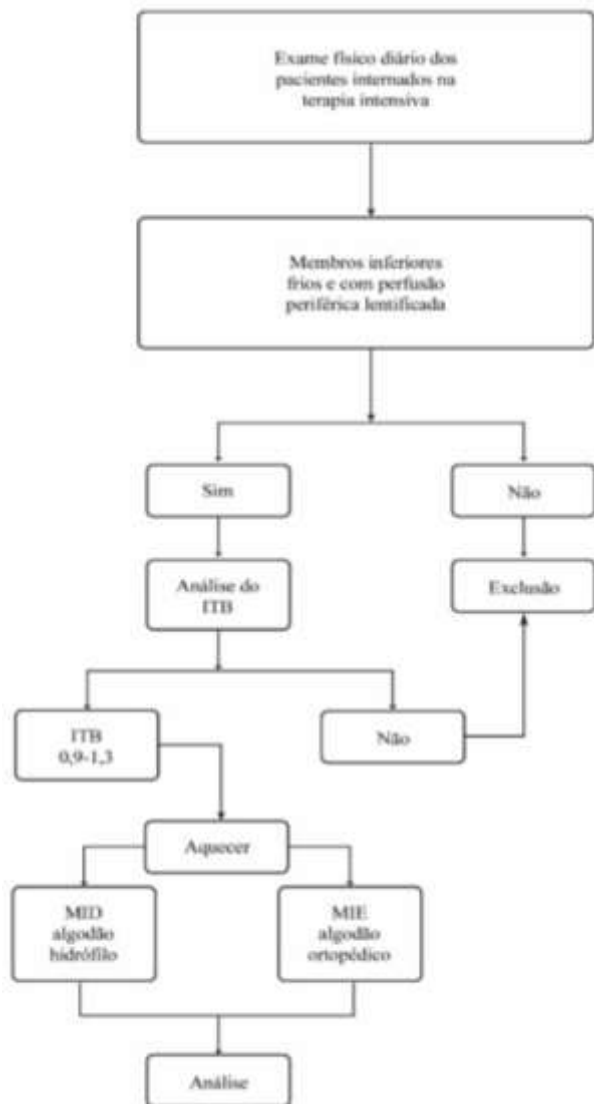 Exame físico diário dos
pacientes internados na
terapia intensiva
Membros inferiores
frios e com perfusão
periférica lentificada
Sim
Não
Análise do
ITB
Exclusão
ITB
0,9-1,3
Não
Aquecer
MID
algodão
hidrófilo
MIE
algodão
ortopédico
Análise